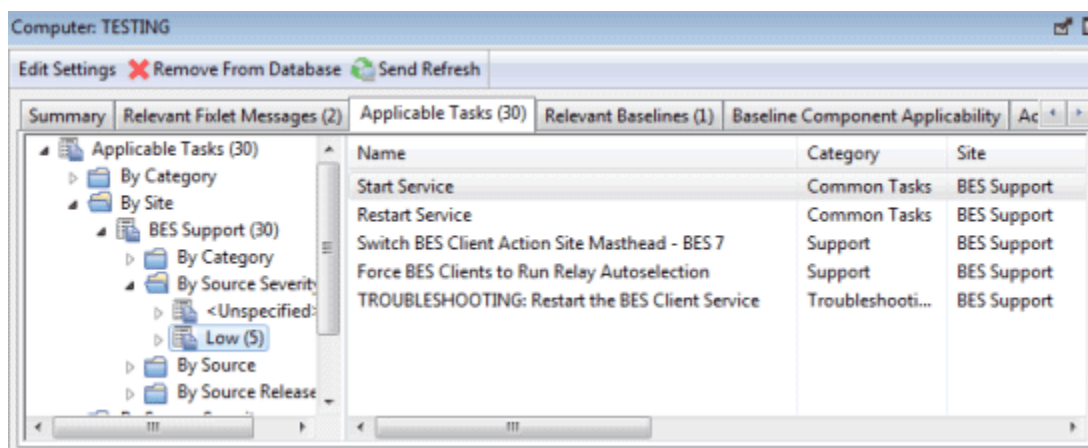 Computer: TESTING
Edit Settings Remove From Database Send Refresh
Summary Relevant Fixlet Messages (2) Applicable Tasks (30) Relevant Baselines (1) Baseline Component Applicability Ac
Applicable Tasks (30)
By Category
By Site
BES Support (30)
By Category
By Source Severity
<Unspecified>
Low (5)
By Source
By Source Release
Name Category Site
Start Service Common Tasks BES Support
Restart Service Common Tasks BES Support
Switch BES Client Action Site Masthead - BES 7 Support BES Support
Force BES Clients to Run Relay Autoselection Support BES Support
TROUBLESHOOTING: Restart the BES Client Service Troubleshooti... BES Support